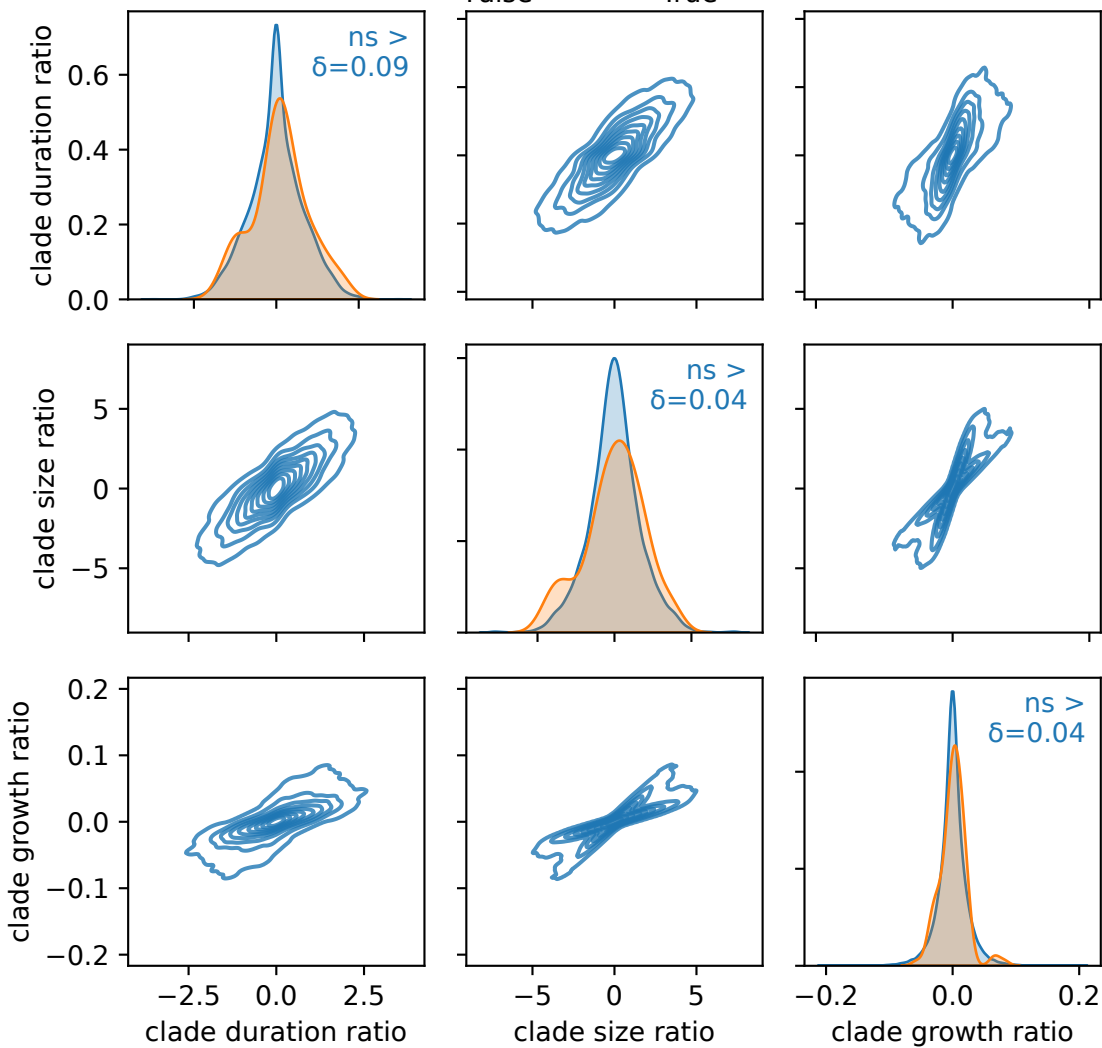 clade duration ratio
0.6
0.4
0.2
0.0
ns >
δ=0.09
clade size ratio
5
0
−5
ns >
δ=0.04
clade growth ratio
0.2
0.1
0.0
−0.1
−0.2
ns >
δ=0.04
−2.5 0.0 2.5
−5 0 5
−0.2 0.0 0.2
clade duration ratio
clade size ratio
clade growth ratio